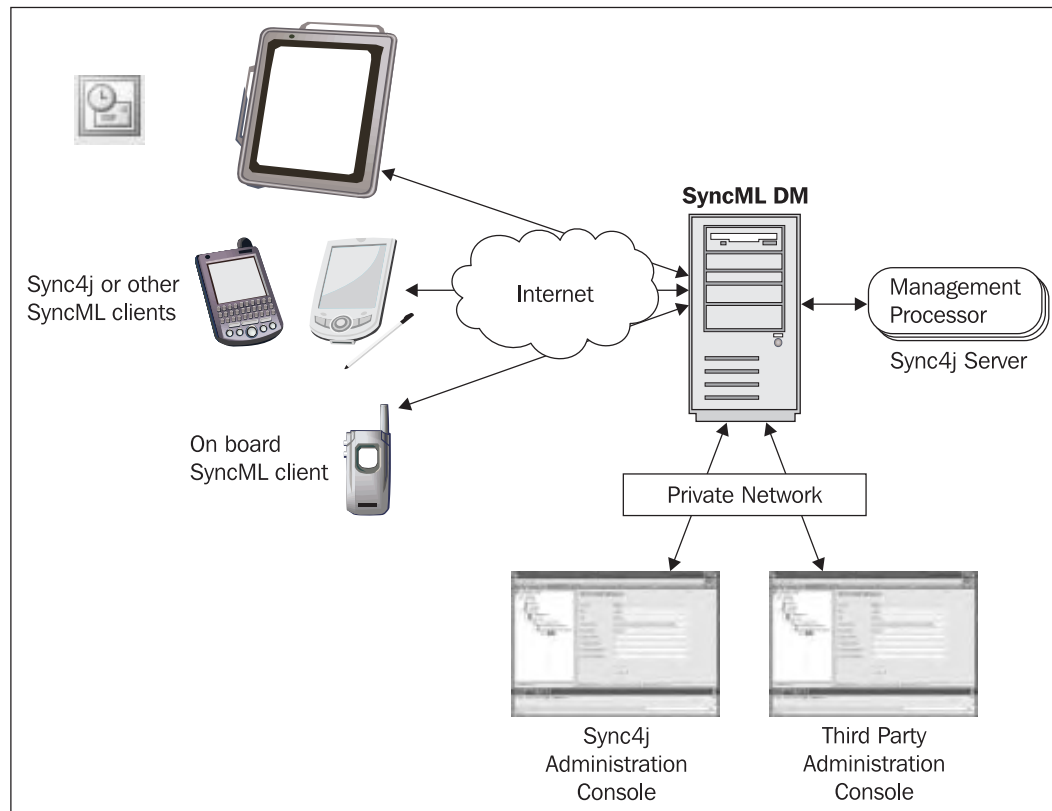 SyncML DM
Sync4j or other
SyncML clients
Internet
Management
Processor
Sync4j Server
On board
SyncML client
Private Network
Sync4j
Administration
Console
Third Party
Administration
Console